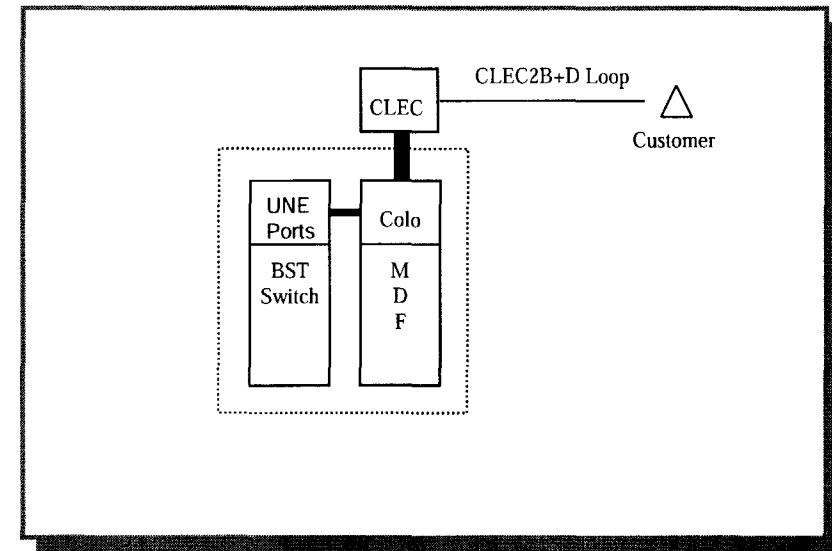 CLEC2B+D Loop
CLEC
Customer
UNE
Ports
Colo
BST
Switch
M
D
F